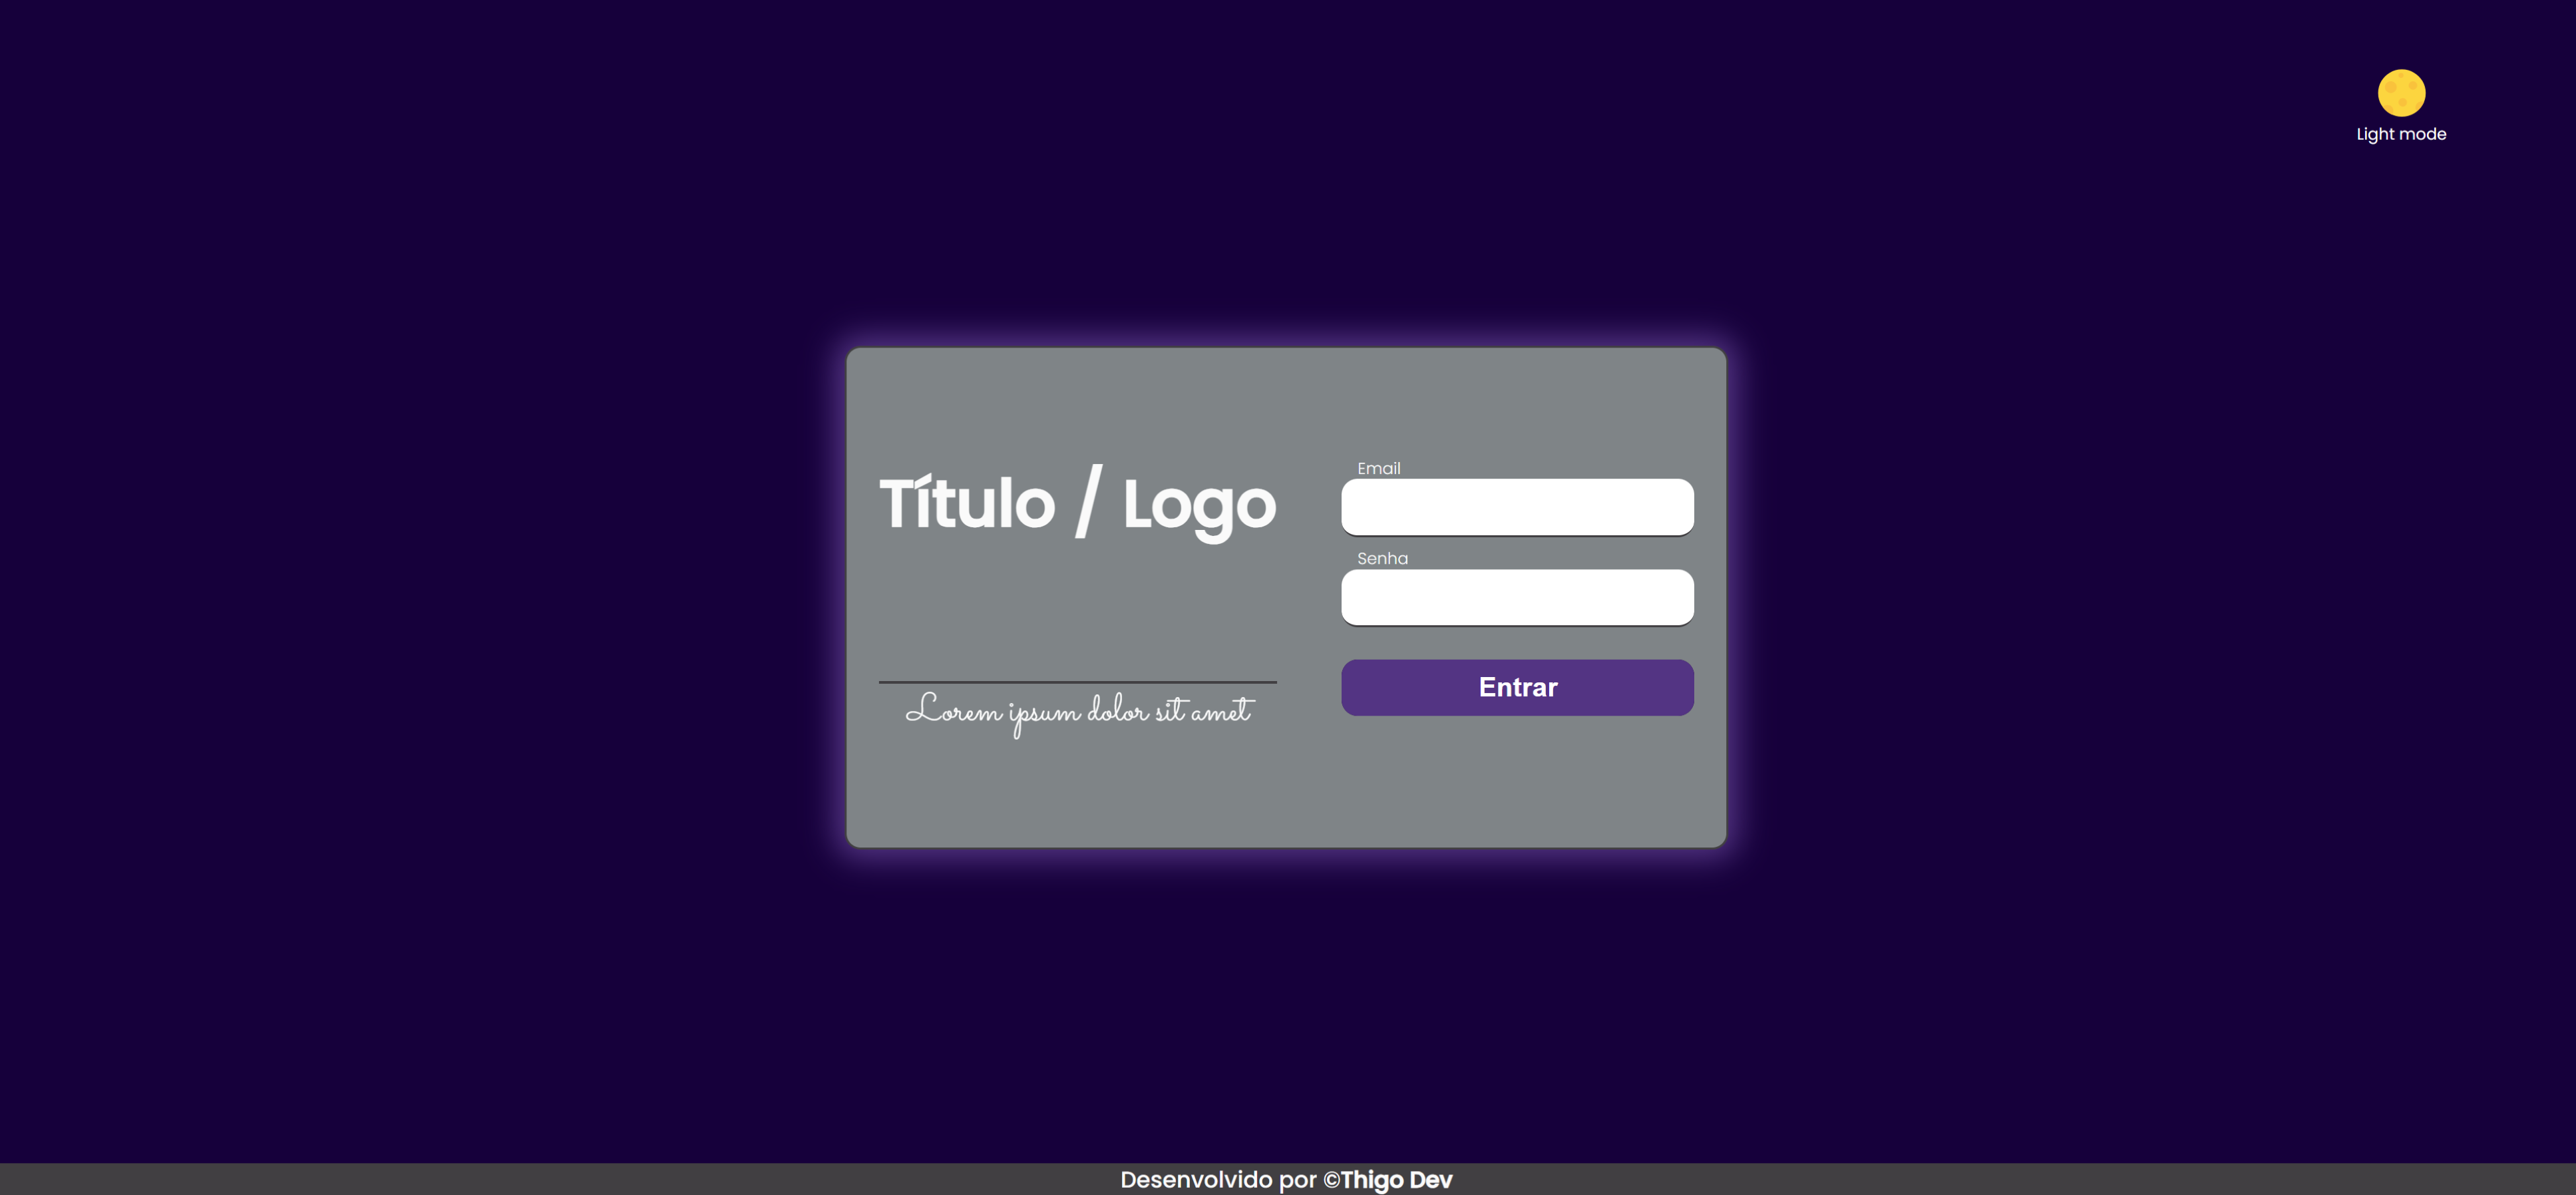 Light mode
Título / Logo
Lorem ipsum dolor sit amet
Email
Senha
Entrar
Desenvolvido por ©Thigo Dev